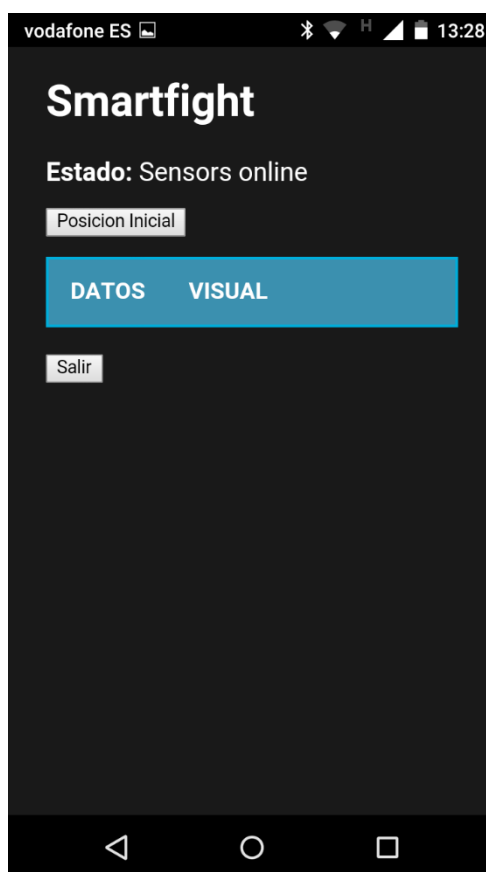 vodafone ES H 13:28
Smartfight
Estado: Sensors online
Posicion Inicial
DATOS VISUAL
Salir